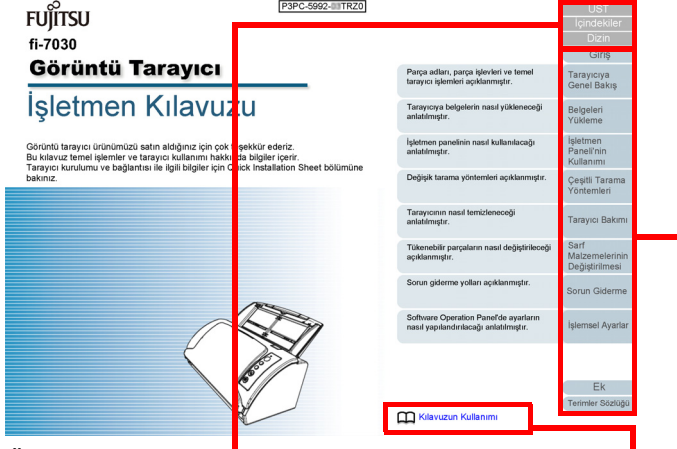 FUJITSU
P3PC-5992- TRZ0
fi-7030
Görüntü Tarayıcı
İşletmen Kılavuzu
Görüntü tarayıcı ürünümüzü satın aldığınız için çok teşekkür ederiz.
Bu kılavuz temel işlemler ve tarayıcı kullanımı hakkında bilgiler içerir.
Tarayıcı kurulumu ve bağlantısı ile ilgili bilgiler için Quick Installation Sheet bölümüne
bakınız.
ÜST
İçindekiler
Dizin
Giriş
Parça adları, parça işlevleri ve temel
tarayıcı işlemleri açıklanmıştır.
Tarayıcıya
Genel Bakış
Tarayıcıya belgelerin nasıl yükleneceği
anlatılmıştır.
Belgeleri
Yükleme
İşletmen panelinin nasıl kullanılacağı
anlatılmıştır.
İşletmen
Paneli'nin
Kullanımı
Değişik tarama yöntemleri açıklanmıştır.
Çeşitli Tarama
Yöntemleri
Tarayıcının nasıl temizleneceği
anlatılmıştır.
Tarayıcı Bakımı
Tükenebilir parçaların nasıl değiştirileceği
açıklanmıştır.
Sarf
Malzemelerinin
Değiştirilmesi
Sorun giderme yolları açıklanmıştır.
Sorun Giderme
Software Operation Panel'de ayarların
nasıl yapılandırılacağı anlatılmıştır.
İşlemsel Ayarlar
Ek
Terimler Sözlüğü
Kılavuzun Kullanımı